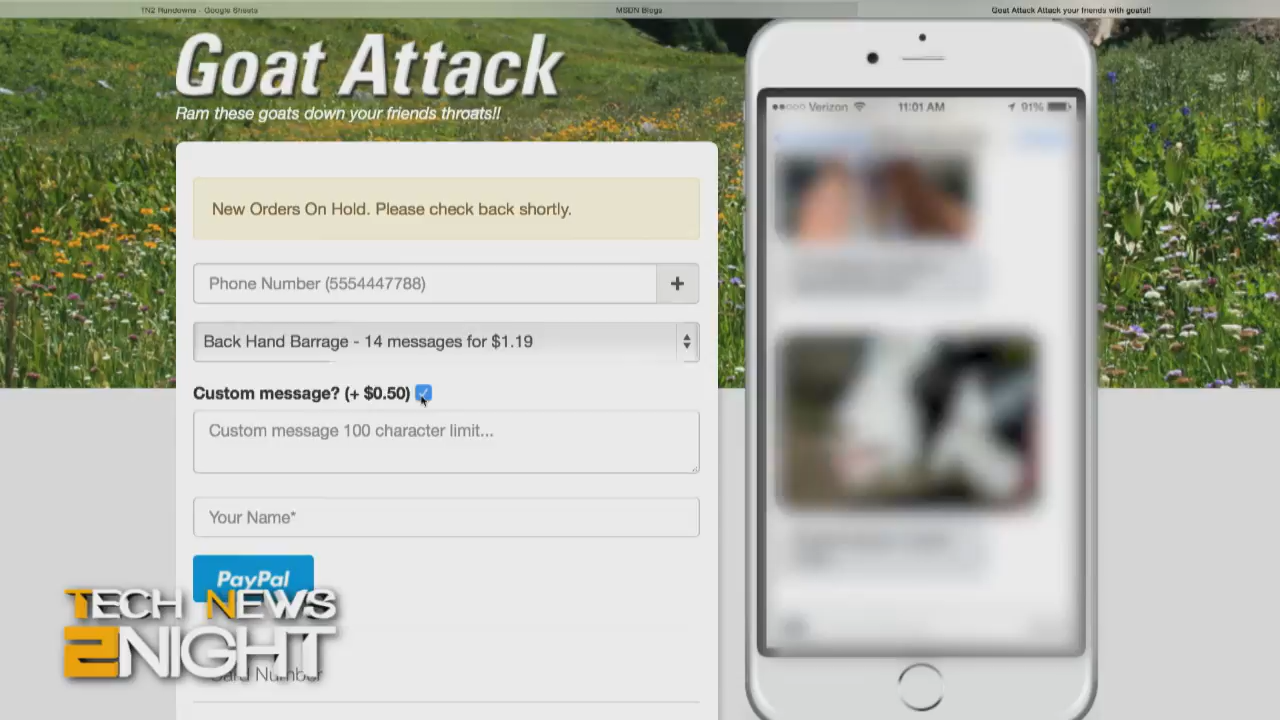 TN2 Rundowns - Google Sheets
MSDN Blogs
Goat Attack Attack your friends with goats!!
Goat Attack
Ram these goats down your friends throats!!
New Orders On Hold. Please check back shortly.
Phone Number (5554447788)
+
Back Hand Barrage - 14 messages for $1.19
Custom message? (+ $0.50)
Custom message 100 character limit...
Your Name*
PayPal
Card Number
Verizon
11:01 AM
91%
TECH NEWS
2NIGHT